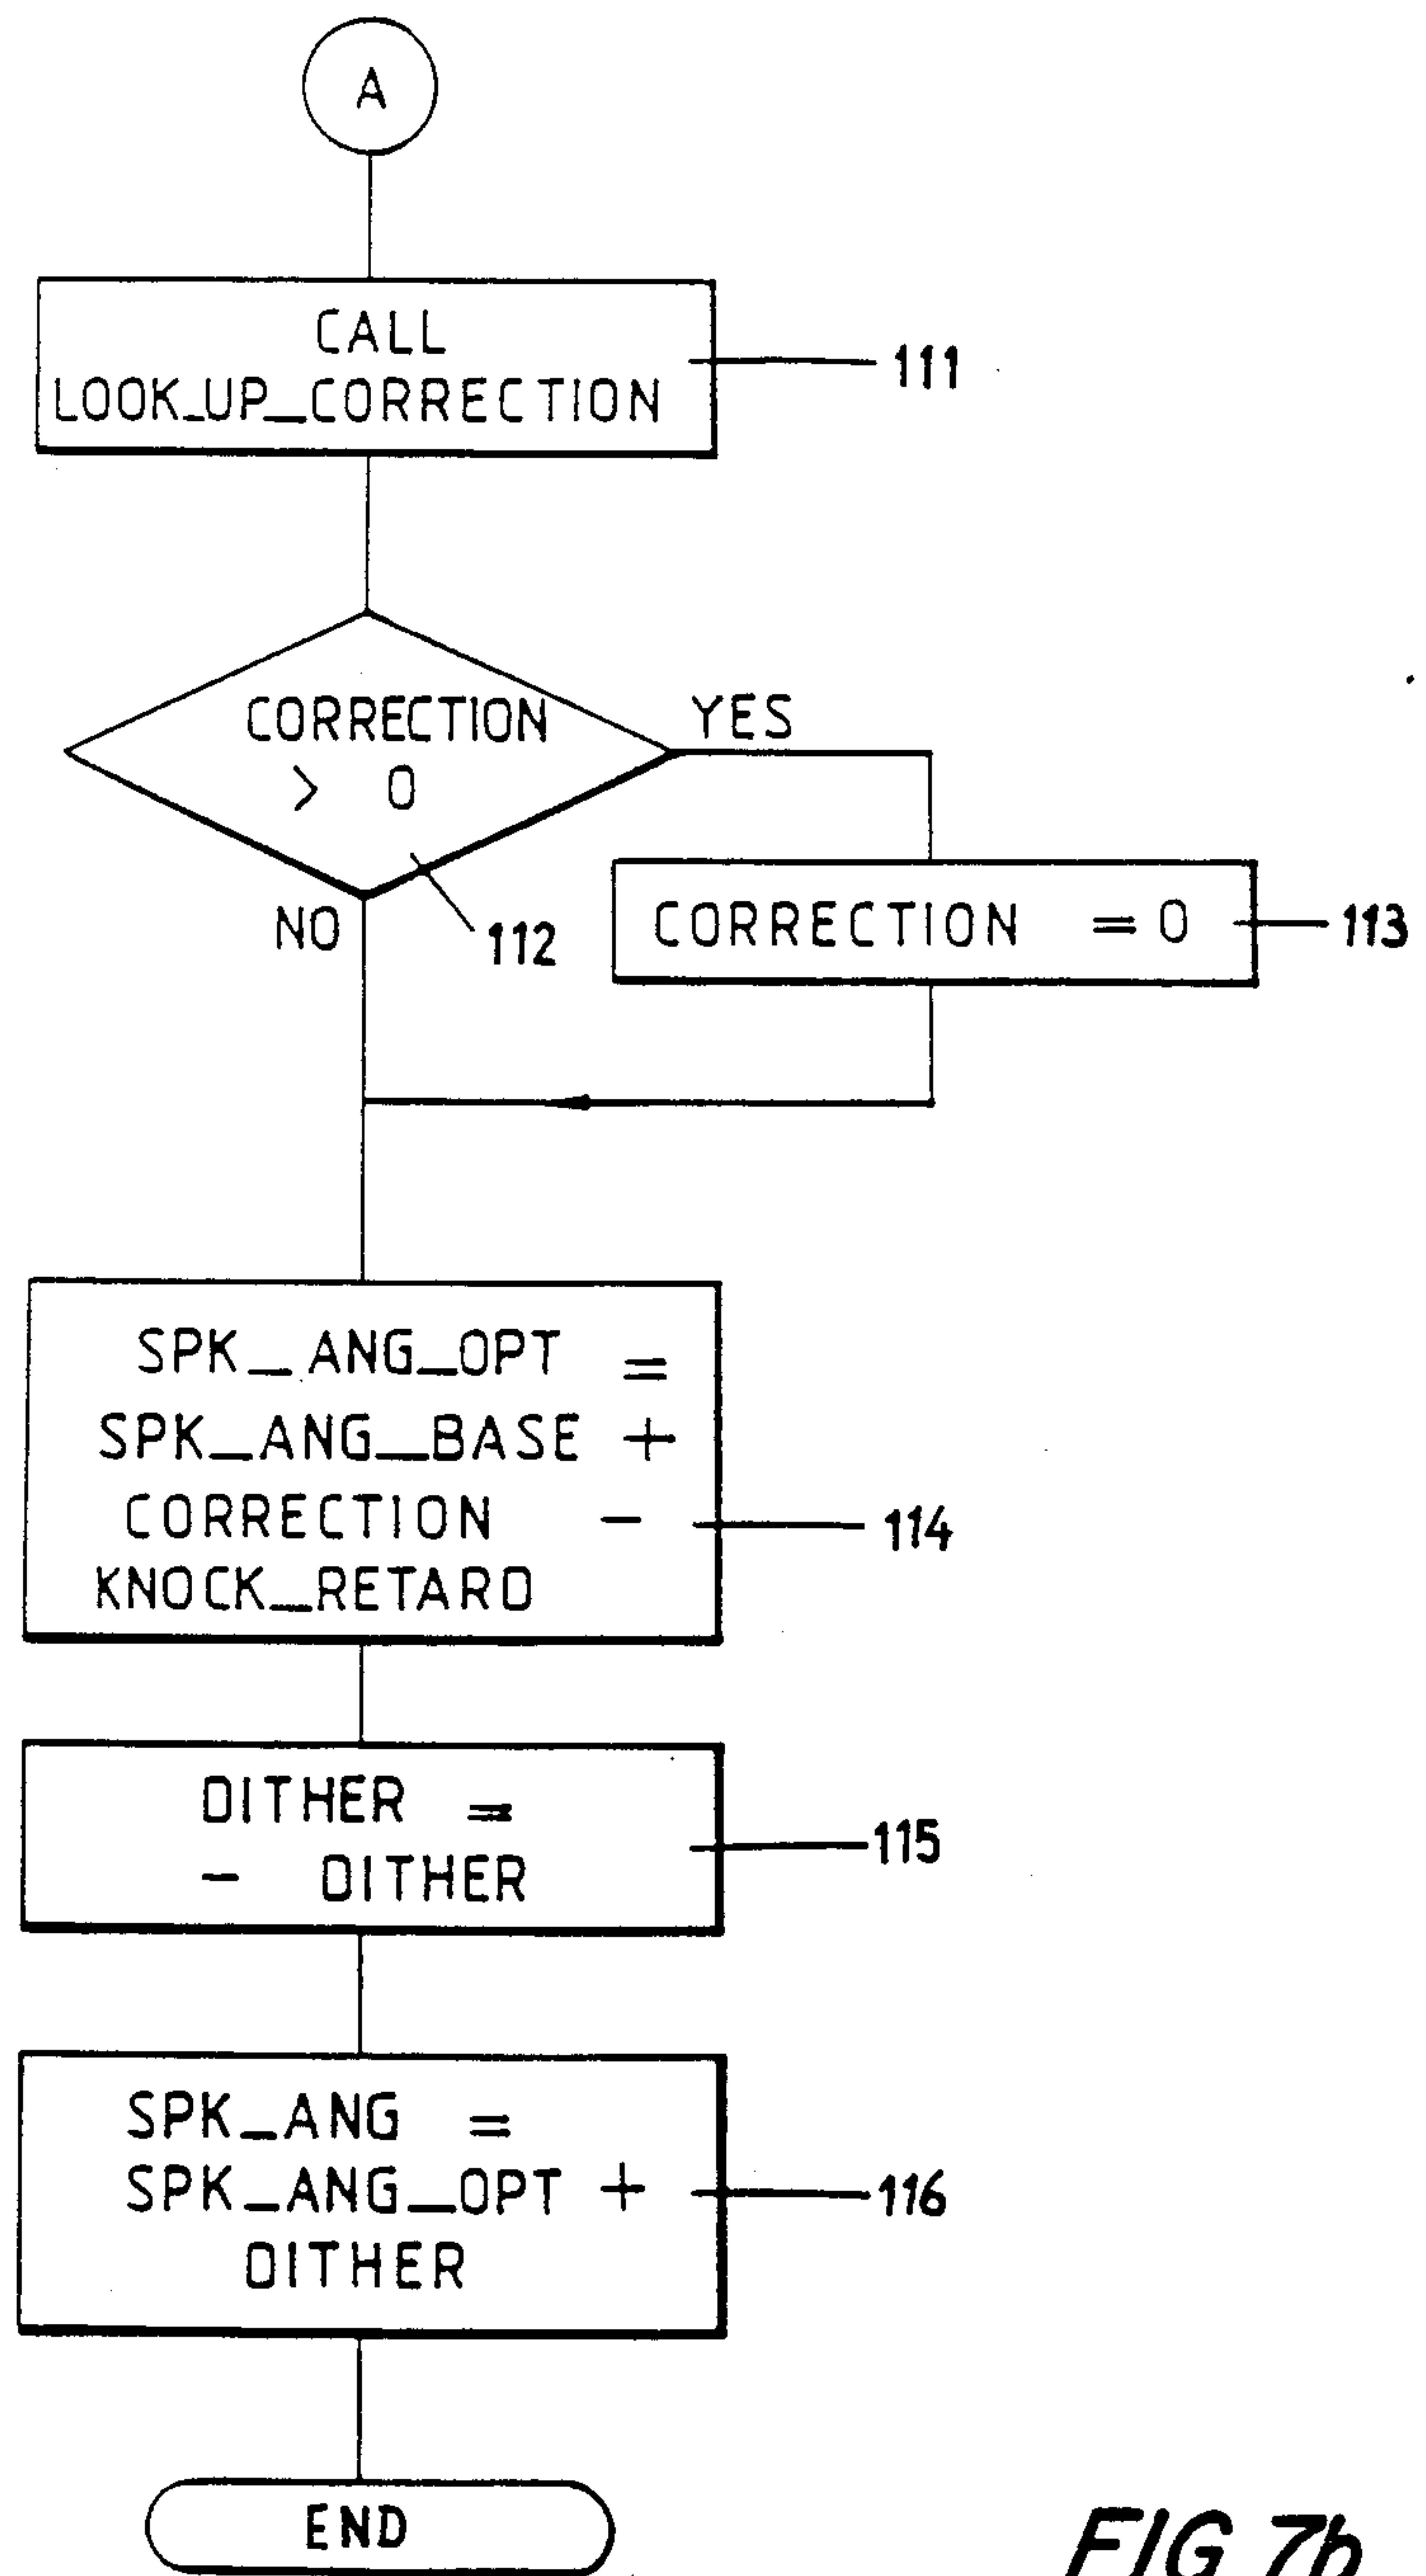 A
CALL
LOOK_UP_CORRECTION
111
CORRECTION
> 0
YES
NO
112
CORRECTION = 0
113
SPK_ANG_OPT =
SPK_ANG_BASE +
CORRECTION -
KNOCK_RETARD
114
DITHER =
- DITHER
115
SPK_ANG =
SPK_ANG_OPT +
DITHER
116
END
FIG 7b